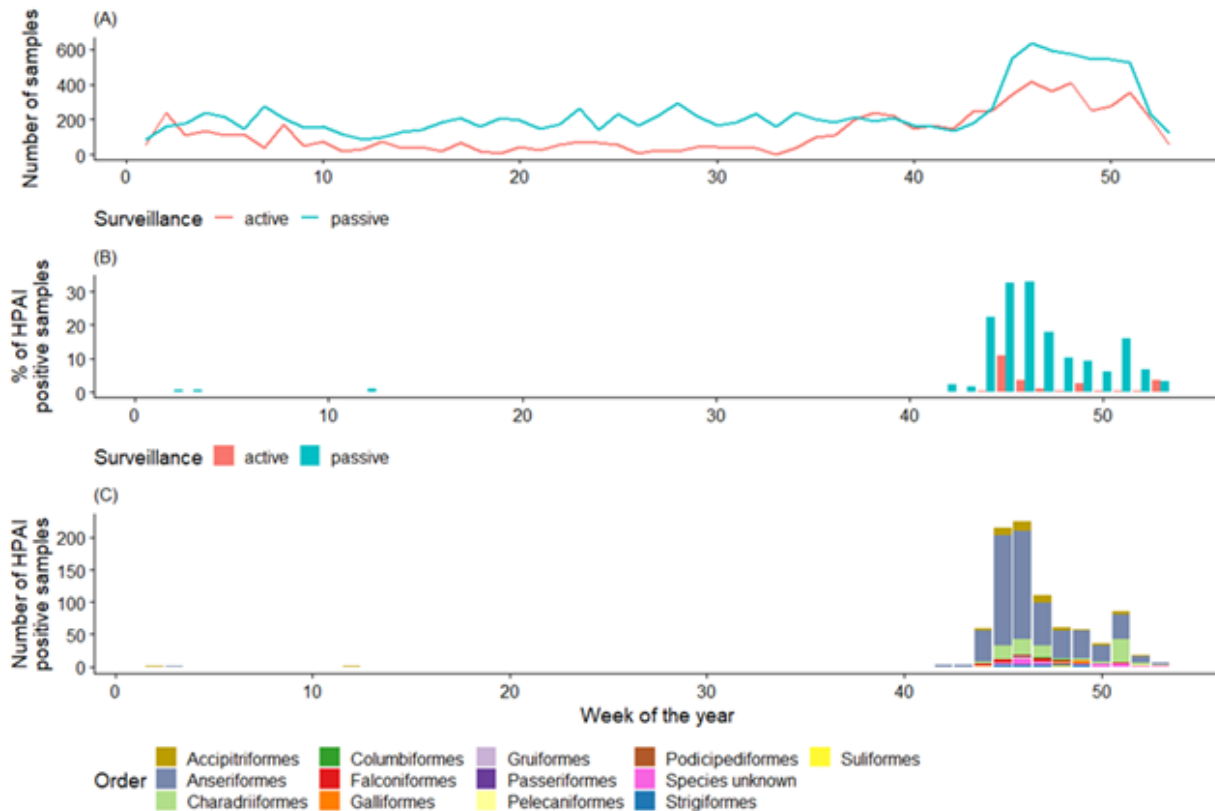 (A)
Number of samples
600
400
200
0
0 10 20 30 40 50
Surveillance active passive
(B)
% of HPAI
positive samples
30
20
10
0
0 10 20 30 40 50
Surveillance active passive
(C)
Number of HPAI
positive samples
200
150
100
50
0
0 10 20 30 40 50
Week of the year
Order
Accipitriformes Columbiformes Gruiformes Podicipediformes Suliformes
Anseriformes Falconiformes Passeriformes Species unknown
Charadriiformes Galliformes Pelecaniformes Strigiformes